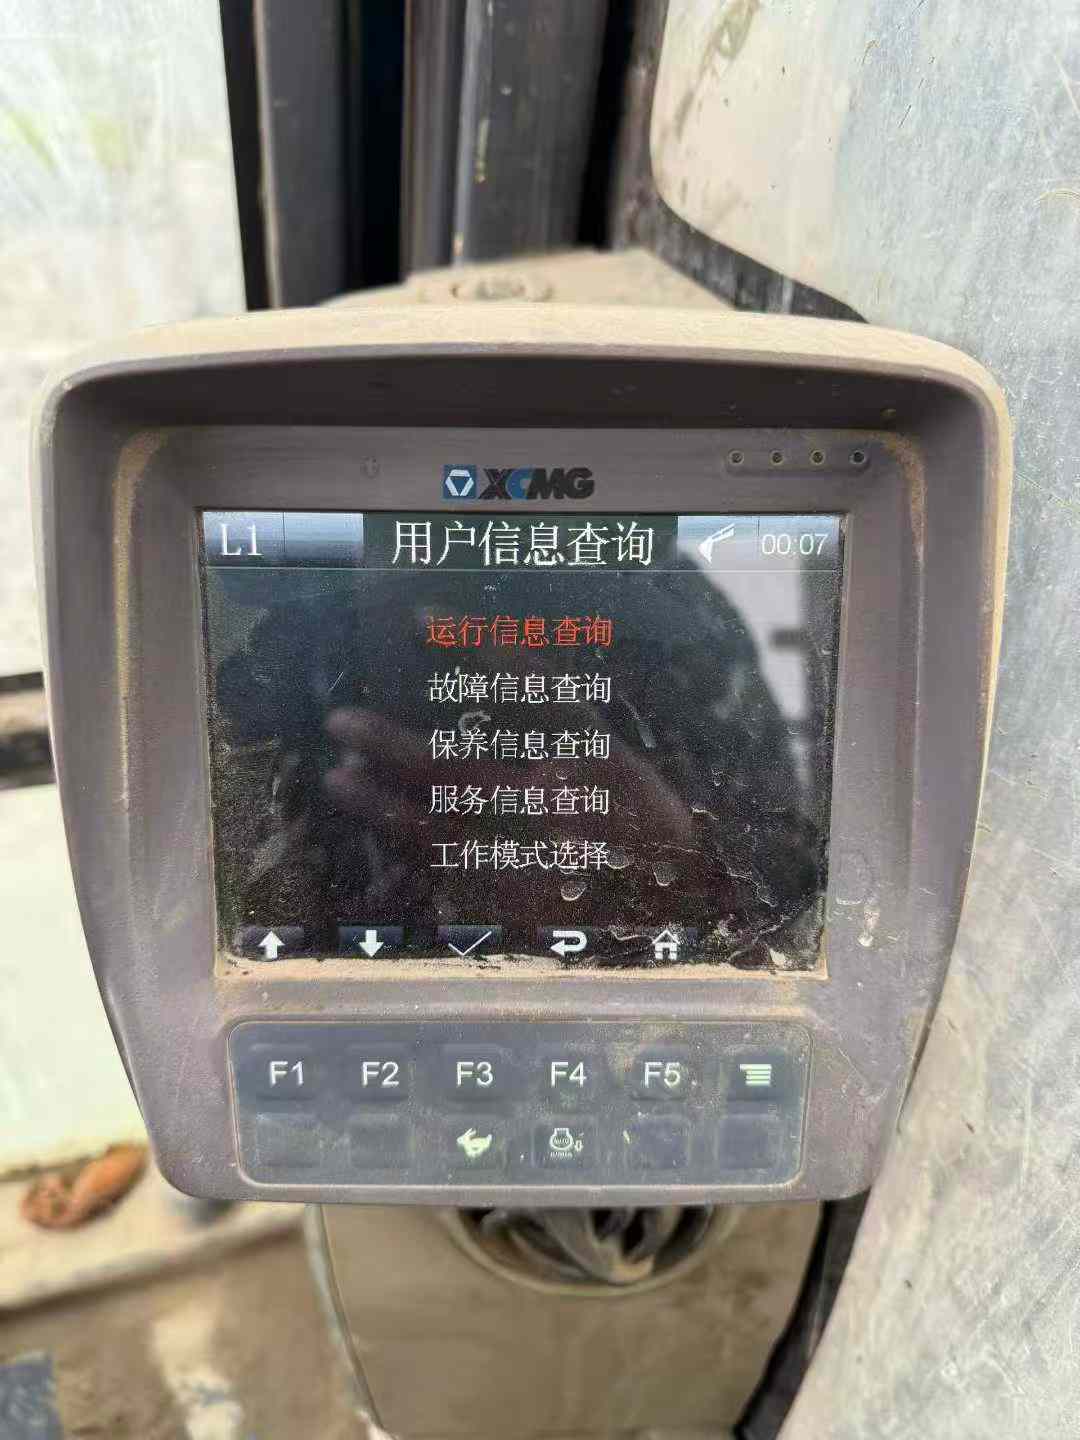 XCMG
L1 用户信息查询 00:07
运行信息查询
故障信息查询
保养信息查询
服务信息查询
工作模式选择
F1 F2 F3 F4 F5
AUTO